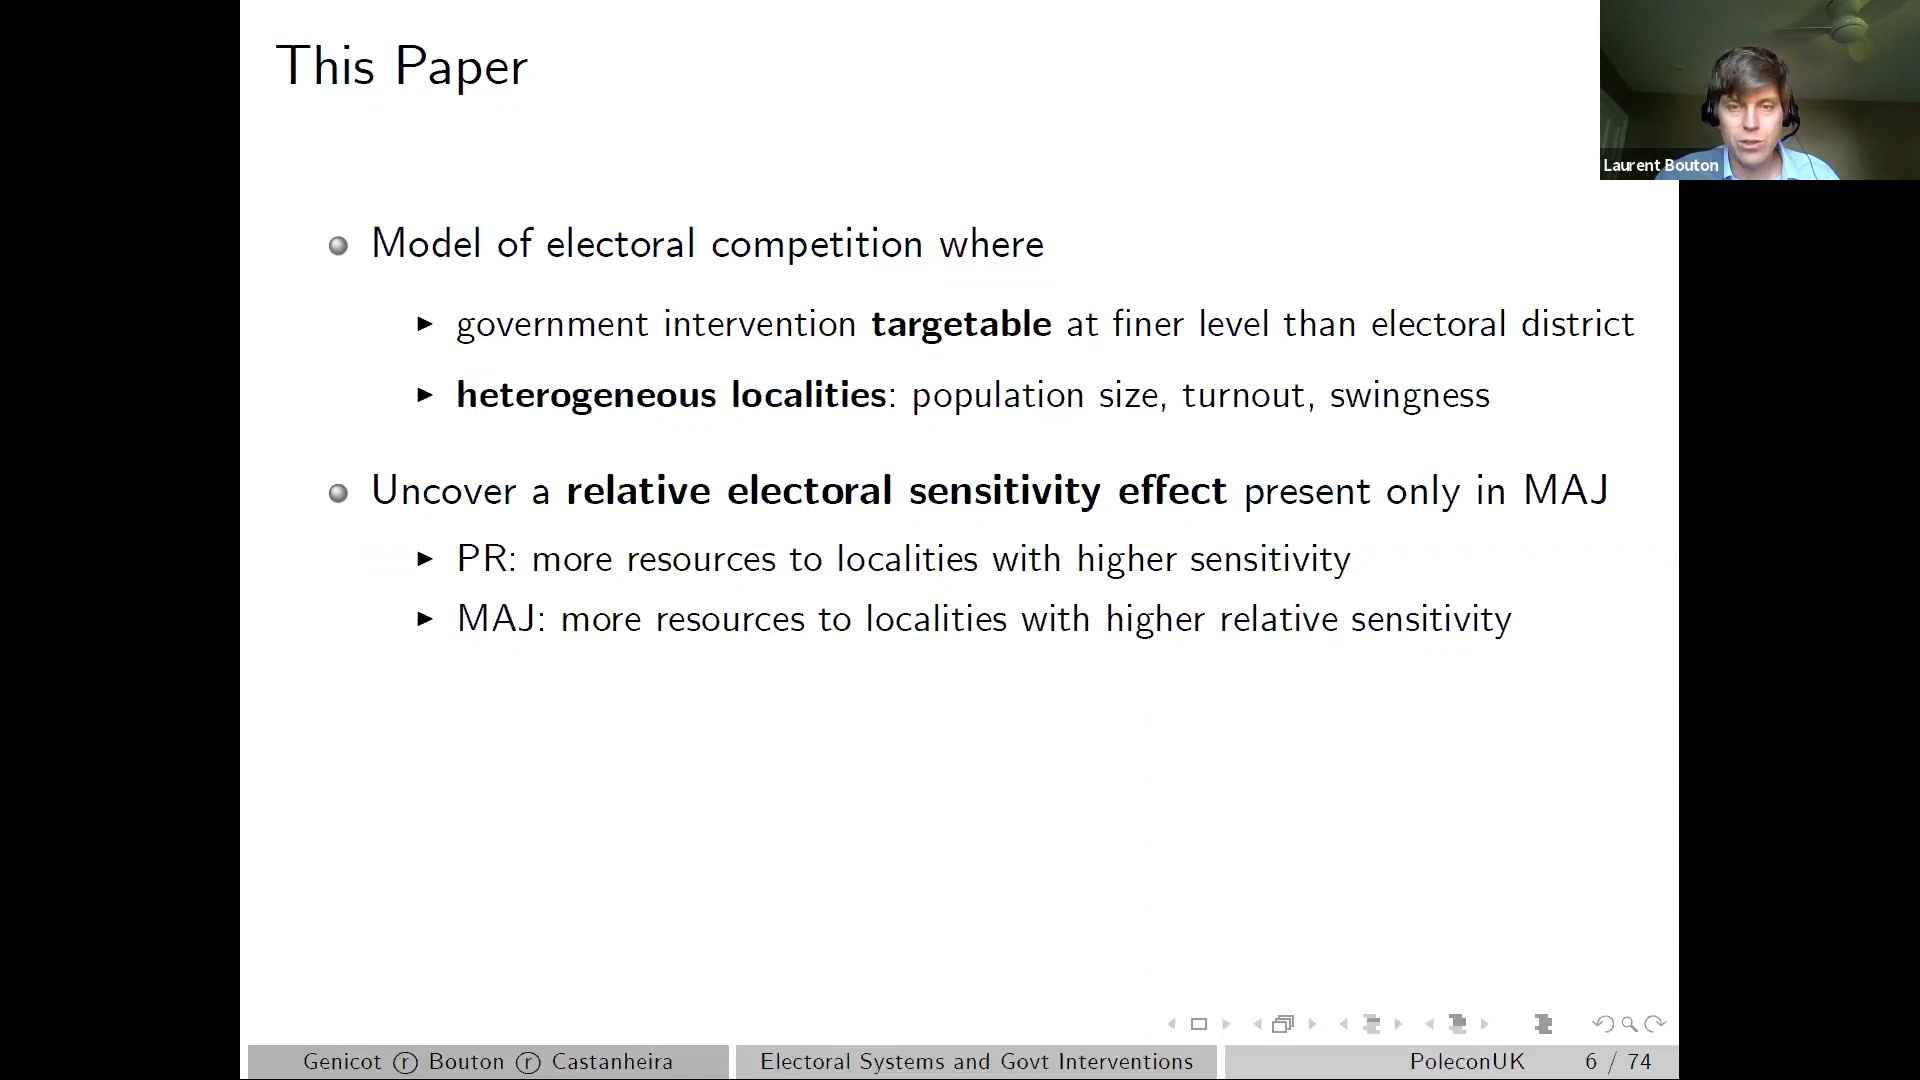 This Paper
Laurent Bouton
Model of electoral competition where
government intervention targetable at finer level than electoral district
heterogeneous localities: population size, turnout, swingness
Uncover a relative electoral sensitivity effect present only in MAJ
PR: more resources to localities with higher sensitivity
MAJ: more resources to localities with higher relative sensitivity
Genicot ⓡ Bouton ⓡ Castanheira
Electoral Systems and Govt Interventions
PoleconUK
6 / 74